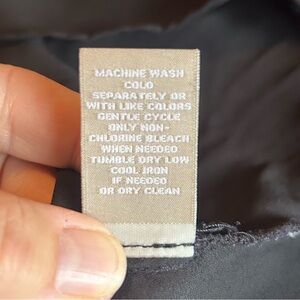 MACHINE WASH
COLD
SEPARATELY OR
WITH LIKE COLORS
GENTLE CYCLE
ONLY NON-
CHLORINE BLEACH
WHEN NEEDED
TUMBLE DRY LOW
COOL IRON
IF NEEDED
OR DRY CLEAN